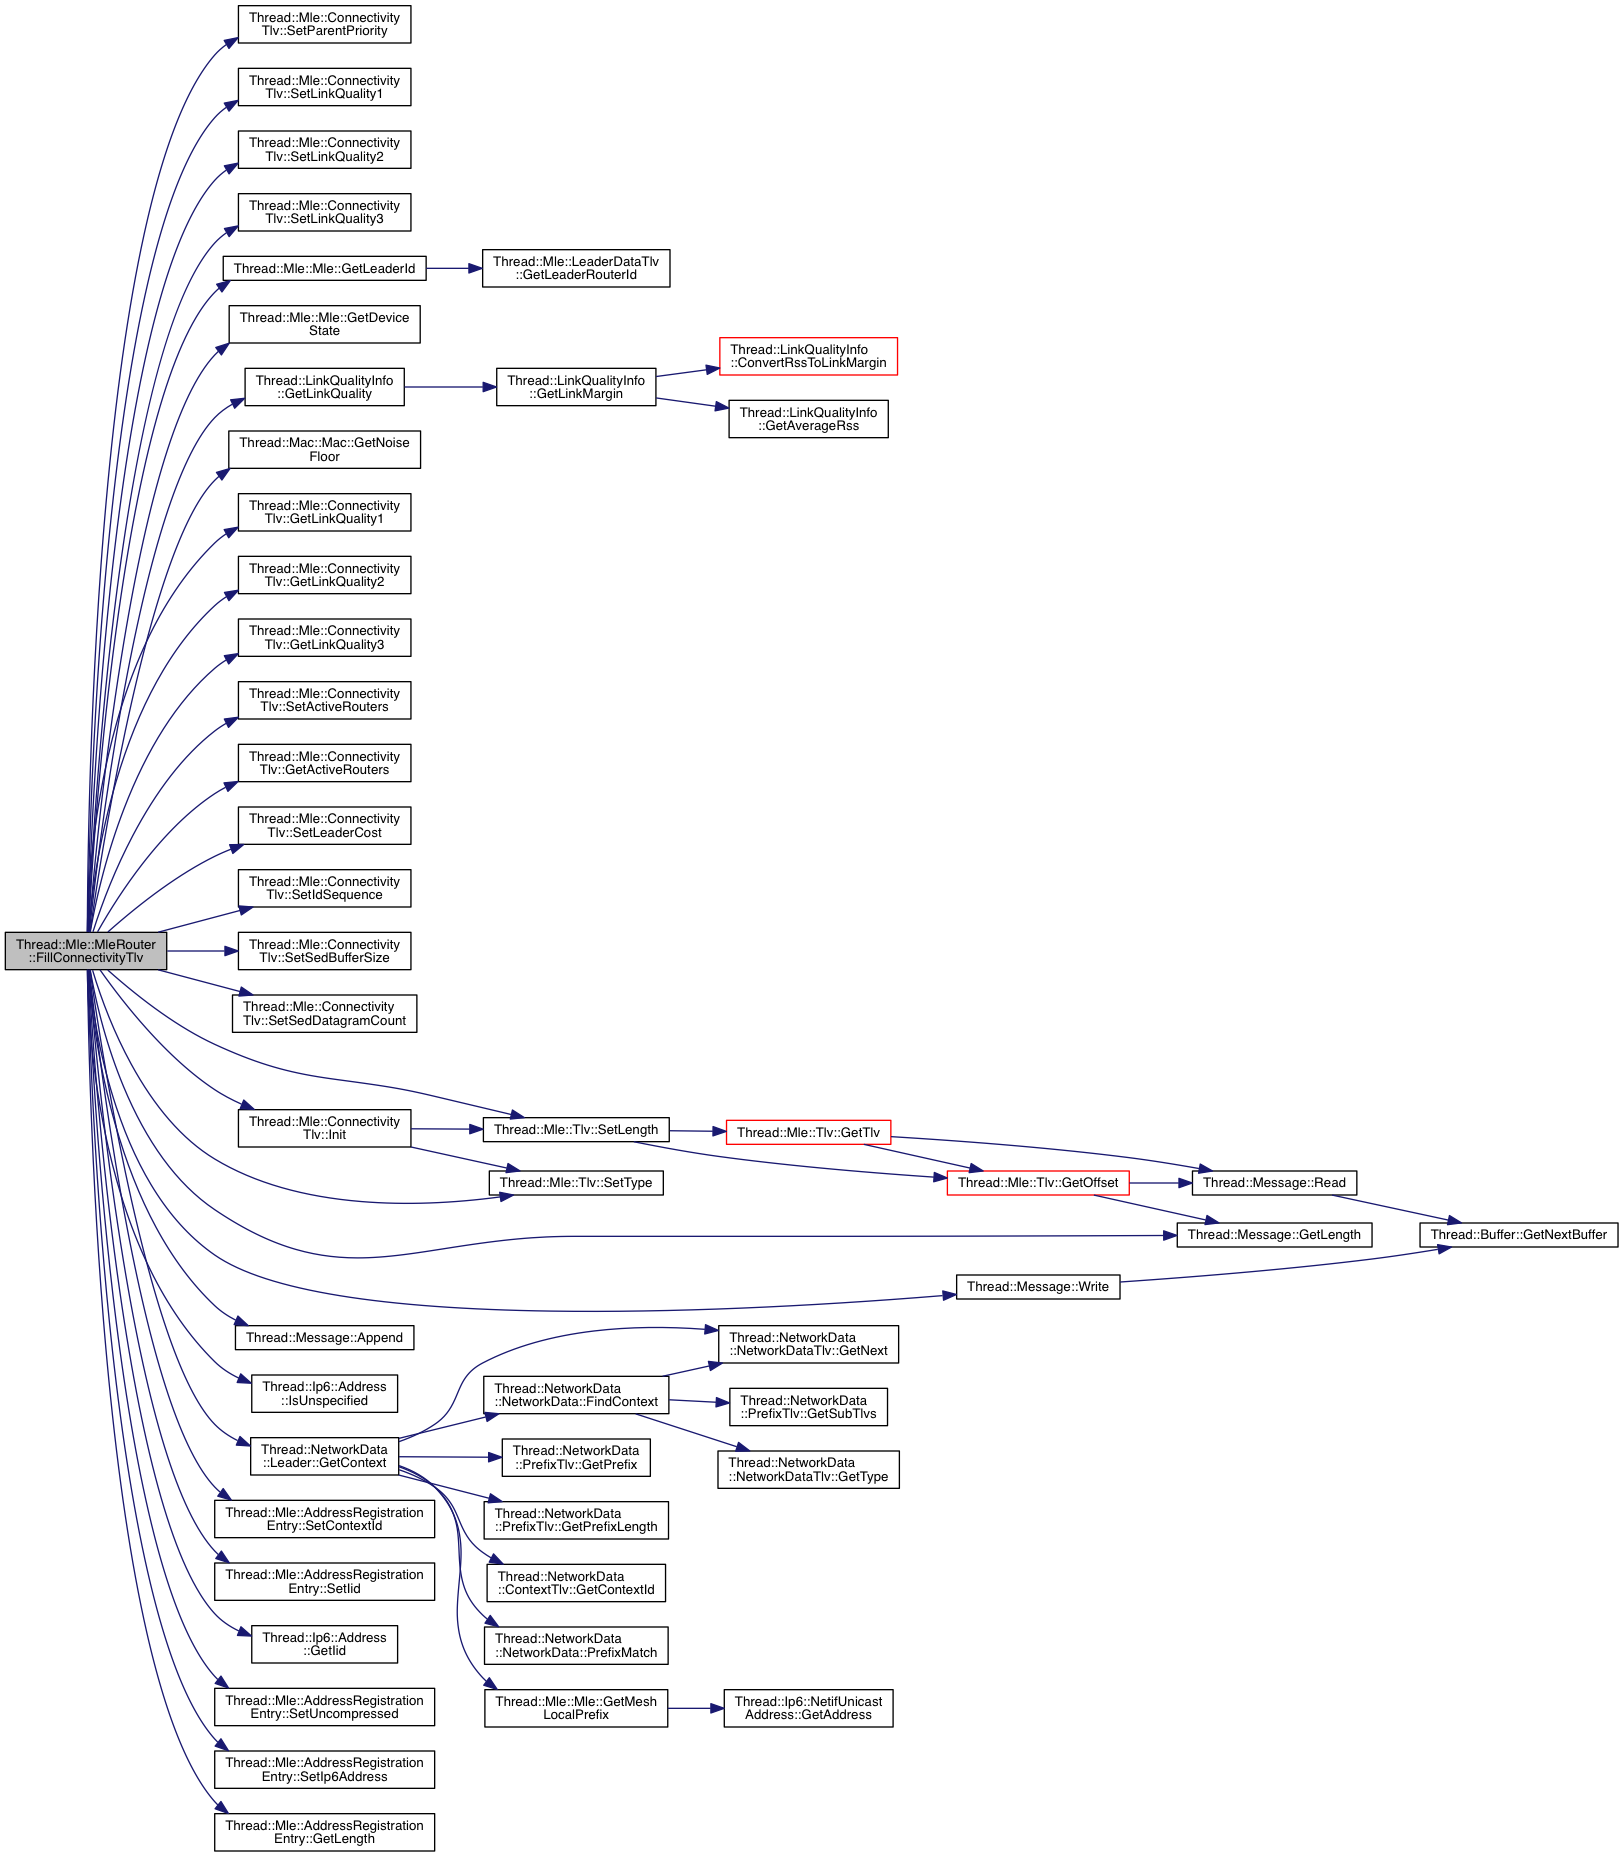 Thread::Mle::Connectivity
Tlv::SetParentPriority
Thread::Mle::Connectivity
Tlv::SetLinkQuality1
Thread::Mle::Connectivity
Tlv::SetLinkQuality2
Thread::Mle::Connectivity
Tlv::SetLinkQuality3
Thread::Mle::Mle::GetLeaderId
Thread::Mle::LeaderDataTlv
::GetLeaderRouterId
Thread::Mle::Mle::GetDevice
State
Thread::LinkQualityInfo
::GetLinkQuality
Thread::LinkQualityInfo
::GetLinkMargin
Thread::LinkQualityInfo
::ConvertRssToLinkMargin
Thread::LinkQualityInfo
::GetAverageRss
Thread::Mac::Mac::GetNoise
Floor
Thread::Mle::Connectivity
Tlv::GetLinkQuality1
Thread::Mle::Connectivity
Tlv::GetLinkQuality2
Thread::Mle::Connectivity
Tlv::GetLinkQuality3
Thread::Mle::Connectivity
Tlv::SetActiveRouters
Thread::Mle::Connectivity
Tlv::GetActiveRouters
Thread::Mle::Connectivity
Tlv::SetLeaderCost
Thread::Mle::Connectivity
Tlv::SetIdSequence
Thread::Mle::MleRouter
::FillConnectivityTlv
Thread::Mle::Connectivity
Tlv::SetSedBufferSize
Thread::Mle::Connectivity
Tlv::SetSedDatagramCount
Thread::Mle::Connectivity
Tlv::Init
Thread::Mle::Tlv::SetLength
Thread::Mle::Tlv::GetTlv
Thread::Mle::Tlv::SetType
Thread::Mle::Tlv::GetOffset
Thread::Message::Read
Thread::Message::GetLength
Thread::Buffer::GetNextBuffer
Thread::Message::Write
Thread::Message::Append
Thread::NetworkData
::NetworkDataTlv::GetNext
Thread::Ip6::Address
::IsUnspecified
Thread::NetworkData
::NetworkData::FindContext
Thread::NetworkData
::PrefixTlv::GetSubTlvs
Thread::NetworkData
::Leader::GetContext
Thread::NetworkData
::PrefixTlv::GetPrefix
Thread::NetworkData
::NetworkDataTlv::GetType
Thread::Mle::AddressRegistration
Entry::SetContextId
Thread::NetworkData
::PrefixTlv::GetPrefixLength
Thread::Mle::AddressRegistration
Entry::SetIid
Thread::NetworkData
::ContextTlv::GetContextId
Thread::Ip6::Address
::GetIid
Thread::NetworkData
::NetworkData::PrefixMatch
Thread::Mle::AddressRegistration
Entry::SetUncompressed
Thread::Mle::Mle::GetMesh
LocalPrefix
Thread::Ip6::NetifUnicast
Address::GetAddress
Thread::Mle::AddressRegistration
Entry::SetIp6Address
Thread::Mle::AddressRegistration
Entry::GetLength